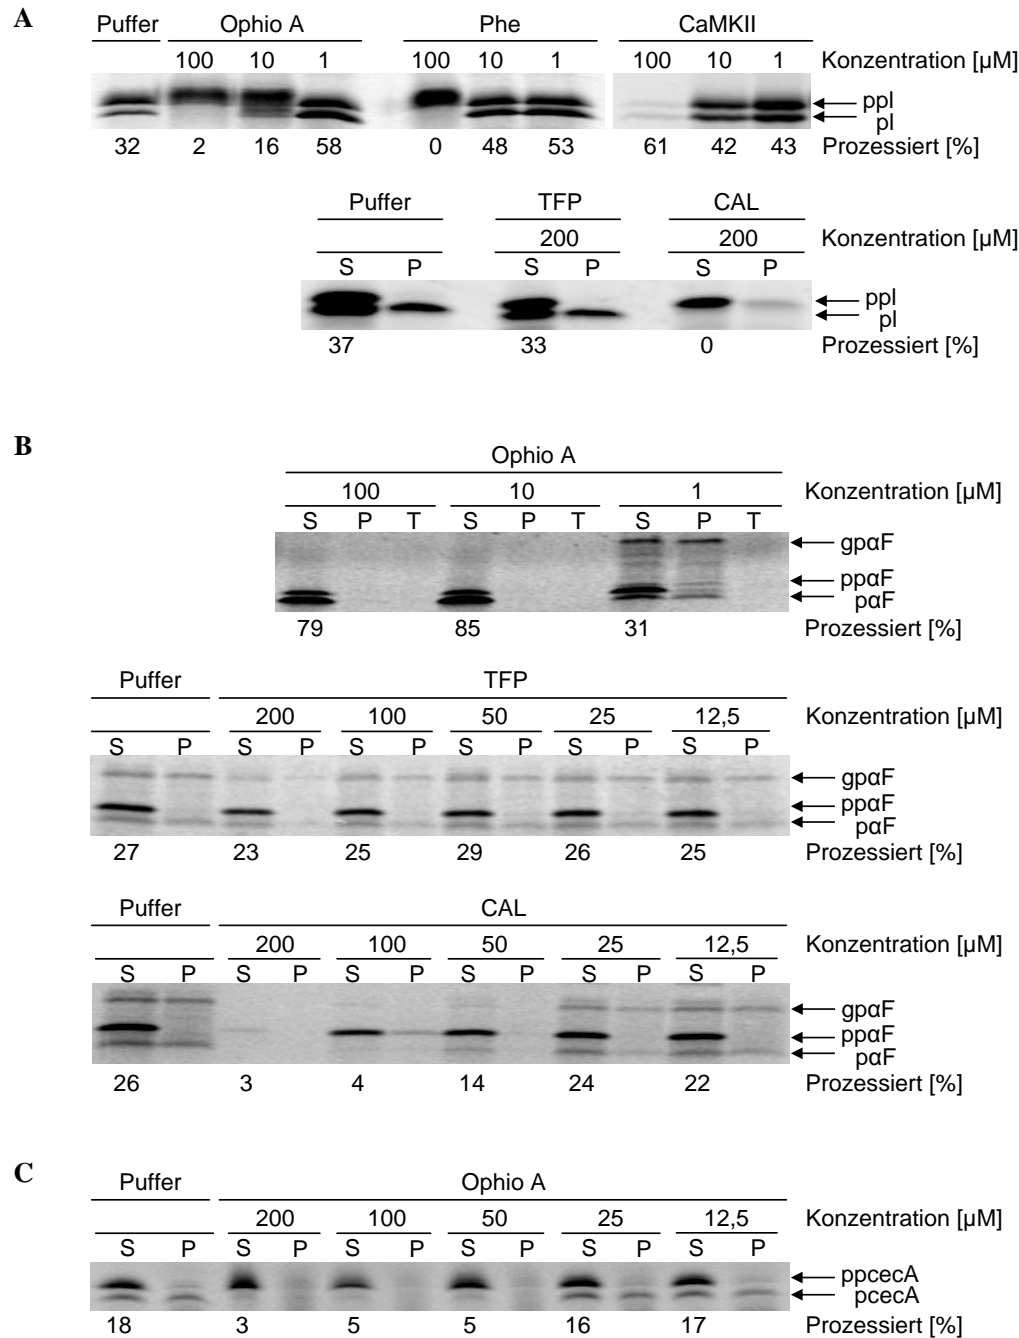 A
Puffer Ophio A Phe CaMKII
100 10 1 100 10 1 100 10 1 Konzentration [µM]
ppl
pl
32 2 16 58 0 48 53 61 42 43 Prozessiert [%]
Puffer TFP CAL
200 200 Konzentration [µM]
S P S P S P
ppl
pl
37 33 0 Prozessiert [%]
B
Ophio A
100 10 1 Konzentration [µM]
S P T S P T S P T
gpαF
ppαF
pαF
79 85 31 Prozessiert [%]
Puffer TFP
200 100 50 25 12,5 Konzentration [µM]
S P S P S P S P S P S P
gpαF
ppαF
pαF
27 23 25 29 26 25 Prozessiert [%]
Puffer CAL
200 100 50 25 12,5 Konzentration [µM]
S P S P S P S P S P S P
gpαF
ppαF
pαF
26 3 4 14 24 22 Prozessiert [%]
C
Puffer Ophio A
200 100 50 25 12,5 Konzentration [µM]
S P S P S P S P S P S P
ppcecA
pcecA
18 3 5 5 16 17 Prozessiert [%]